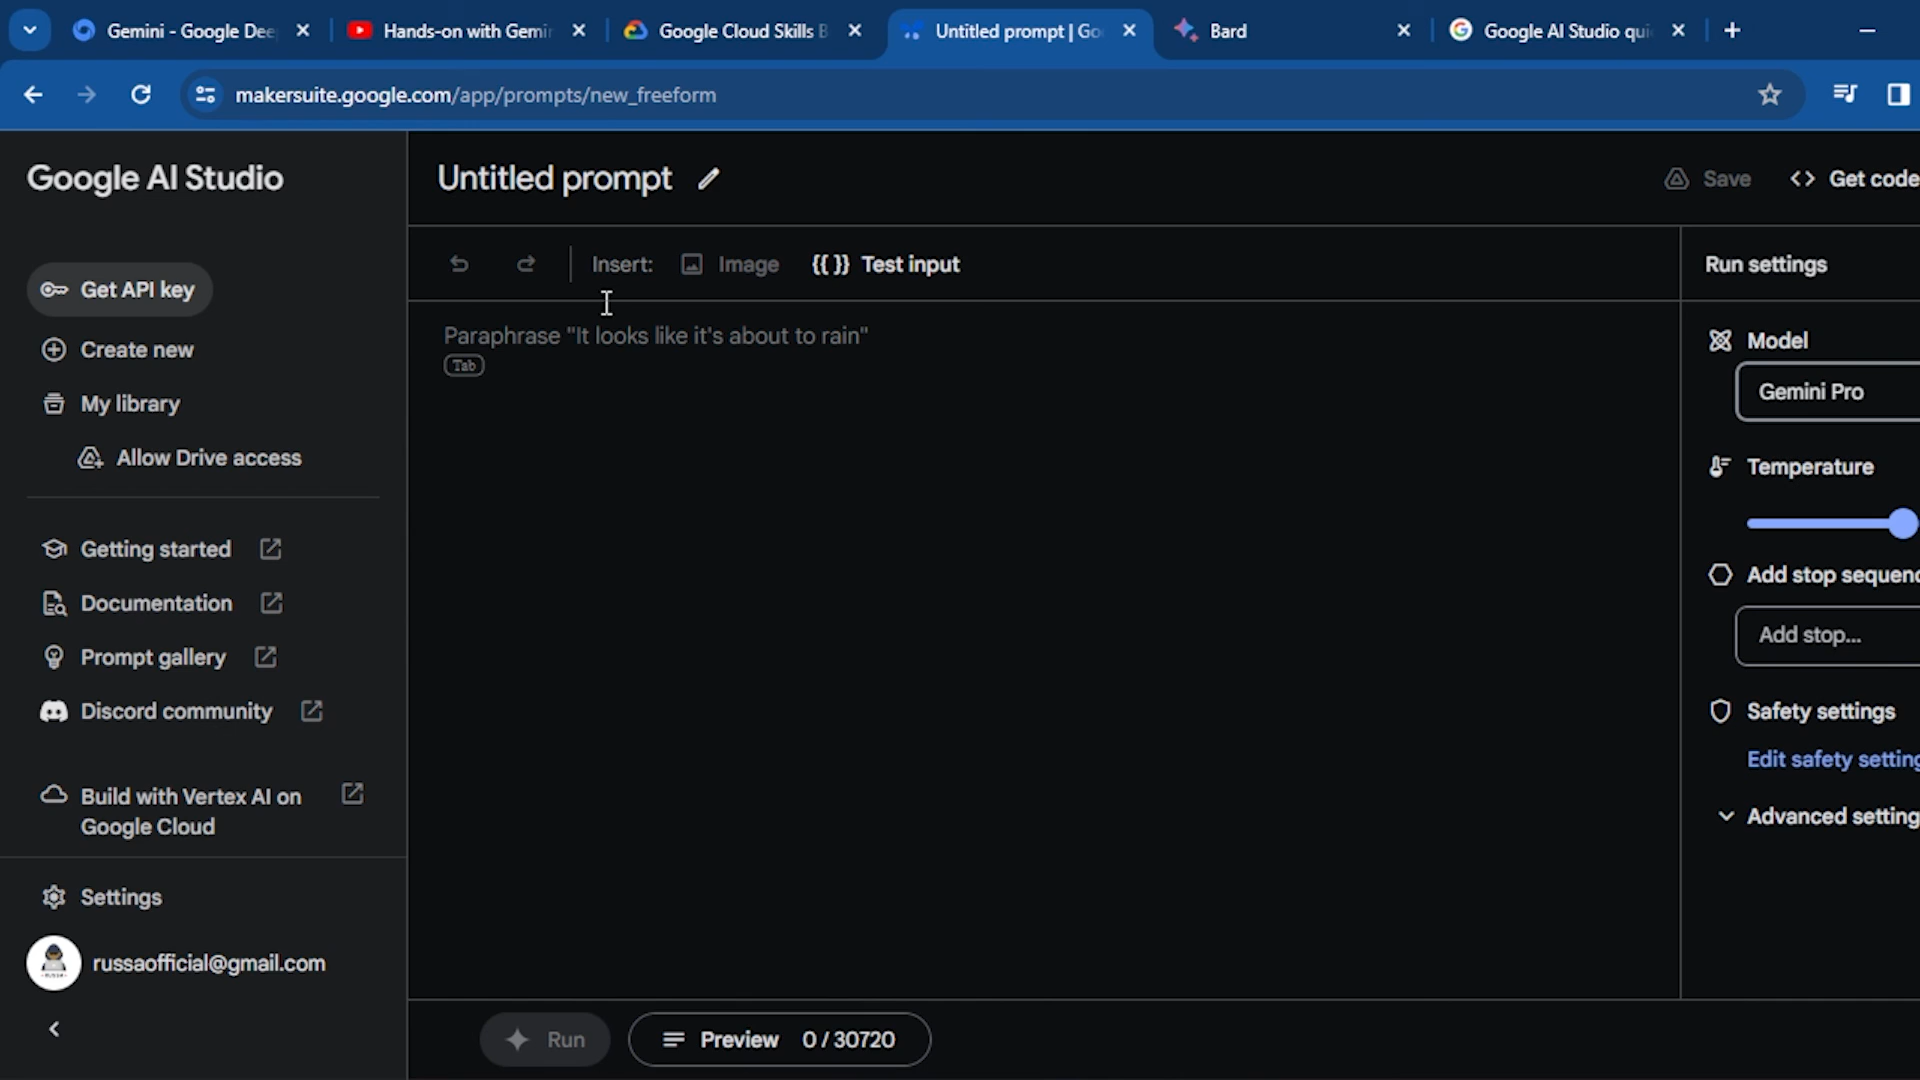 Gemini - Google Dee
Hands-on with Gemin
Google Cloud Skills B
Untitled prompt | Go
Bard
Google AI Studio qui
makersuite.google.com/app/prompts/new_freeform
Google AI Studio
Untitled prompt
Save
<> Get code
Get API key
Insert:
Image
{{ }} Test input
Run settings
Create new
Paraphrase "It looks like it's about to rain"
Tab
Model
Gemini Pro
My library
Allow Drive access
Temperature
Getting started
Add stop sequenc
Documentation
Add stop...
Prompt gallery
Discord community
Safety settings
Edit safety setting
Build with Vertex AI on
Google Cloud
Advanced setting
Settings
russaofficial@gmail.com
Run
Preview 0 / 30720